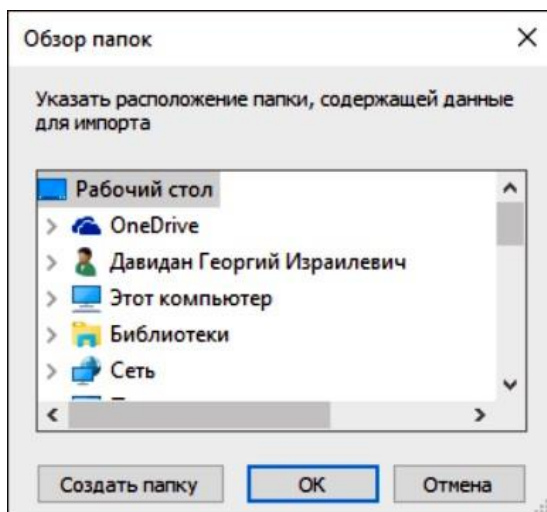 Обзор папок
Указать расположение папки, содержащей данные
для импорта
Рабочий стол
OneDrive
Давидан Георгий Израилевич
Этот компьютер
Библиотеки
Сеть
Создать папку
ОК
Отмена